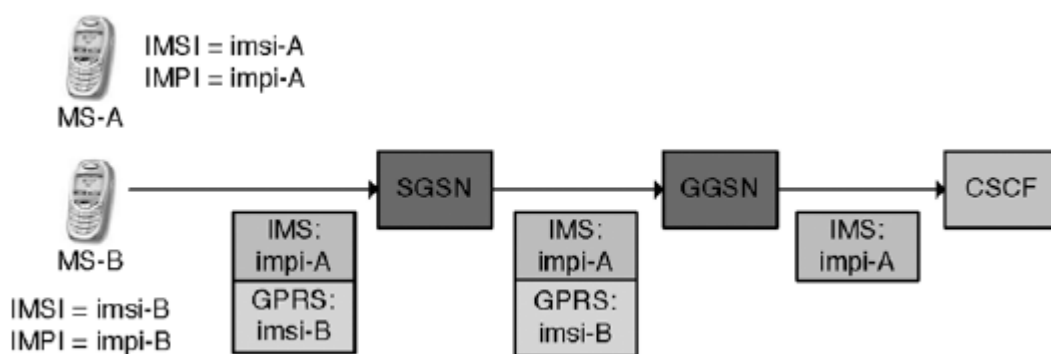 IMSI = imsi-A
IMPI = impi-A
MS-A
SGSN
GGSN
CSCF
MS-B
IMS:
impi-A
GPRS:
imsi-B
IMS:
impi-A
GPRS:
imsi-B
IMS:
impi-A
IMSI = imsi-B
IMPI = impi-B